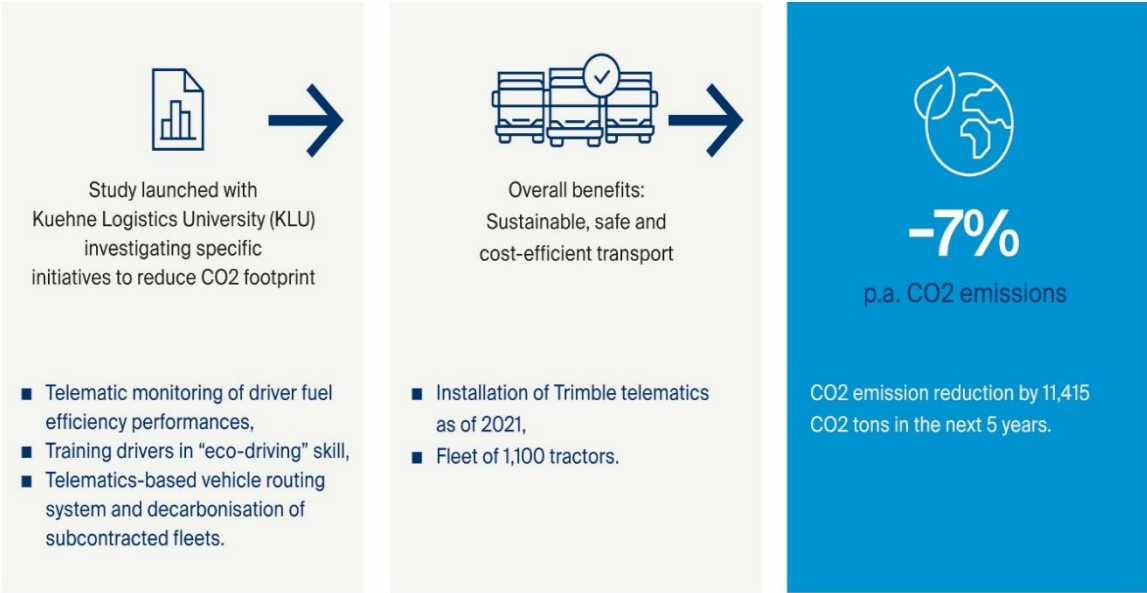 Study launched with
Kuehne Logistics University (KLU)
investigating specific
initiatives to reduce CO2 footprint
■ Telematic monitoring of driver fuel
efficiency performances,
■ Training drivers in “eco-driving” skill,
■ Telematics-based vehicle routing
system and decarbonisation of
subcontracted fleets.
Overall benefits:
Sustainable, safe and
cost-efficient transport
■ Installation of Trimble telematics
as of 2021,
■ Fleet of 1,100 tractors.
-7%
p.a. CO2 emissions
CO2 emission reduction by 11,415
CO2 tons in the next 5 years.